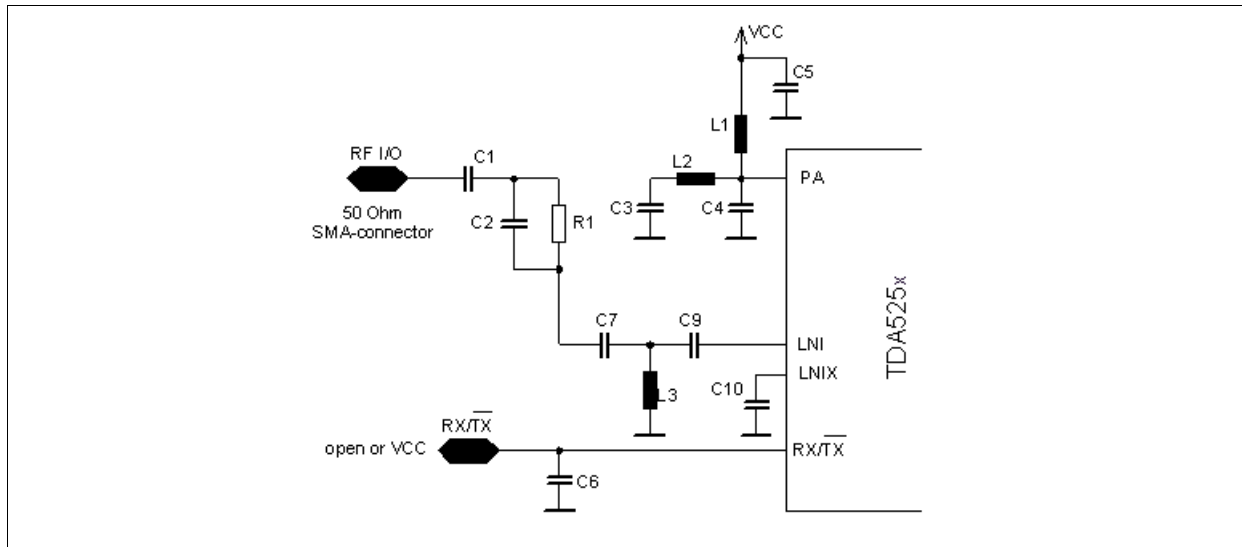 VCC
C5
L1
RF I/O
C1
L2
PA
C3
C4
C2
R1
50 Ohm
SMA-connector
TDA525x
C7
C9
LNI
LNIX
C10
L3
RX/TX
open or VCC
RX/TX
C6